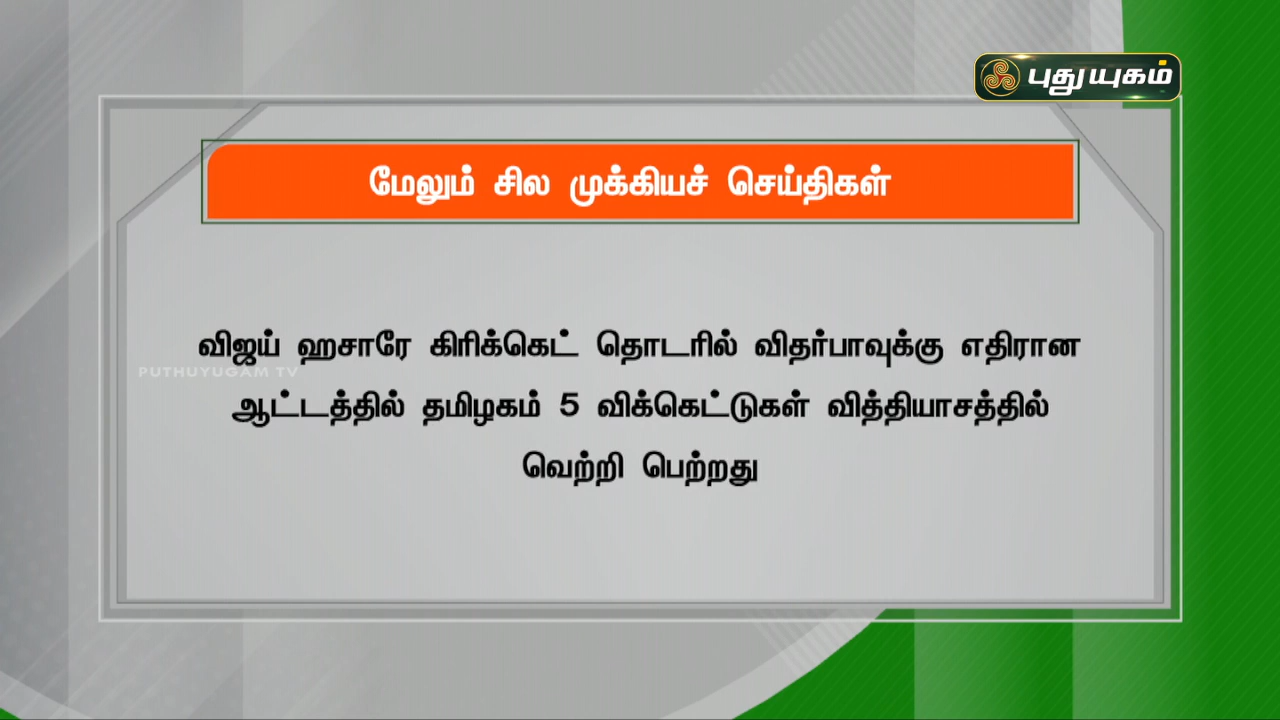 புதுயுகம்
மேலும் சில முக்கியச் செய்திகள்
விஜய் ஹசாரே கிரிக்கெட் தொடரில் விதர்பாவுக்கு எதிரான
PUTHUYUGAM TV
ஆட்டத்தில் தமிழகம் 5 விக்கெட்டுகள் வித்தியாசத்தில்
வெற்றி பெற்றது